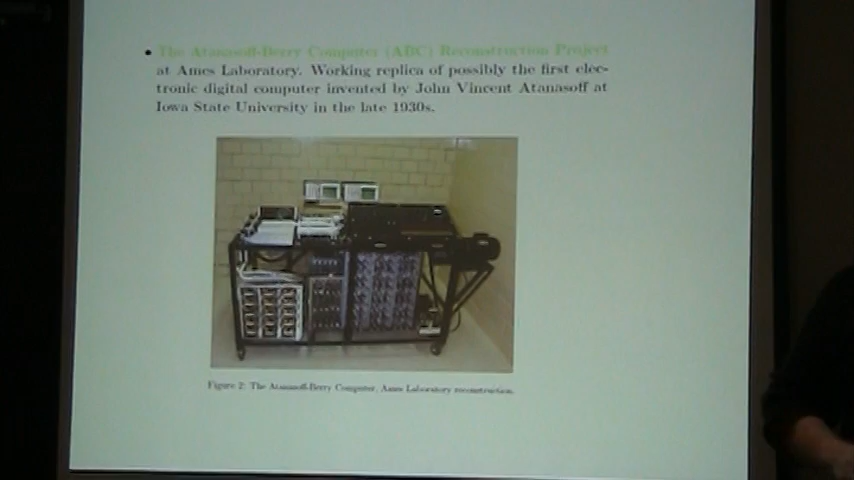 • The Atanasoff-Berry Computer (ABC) Reconstruction Project
at Ames Laboratory. Working replica of possibly the first elec-
tronic digital computer invented by John Vincent Atanasoff at
Iowa State University in the late 1930s.
Figure 2: The Atanasoff-Berry Computer, Ames Laboratory reconstruction.